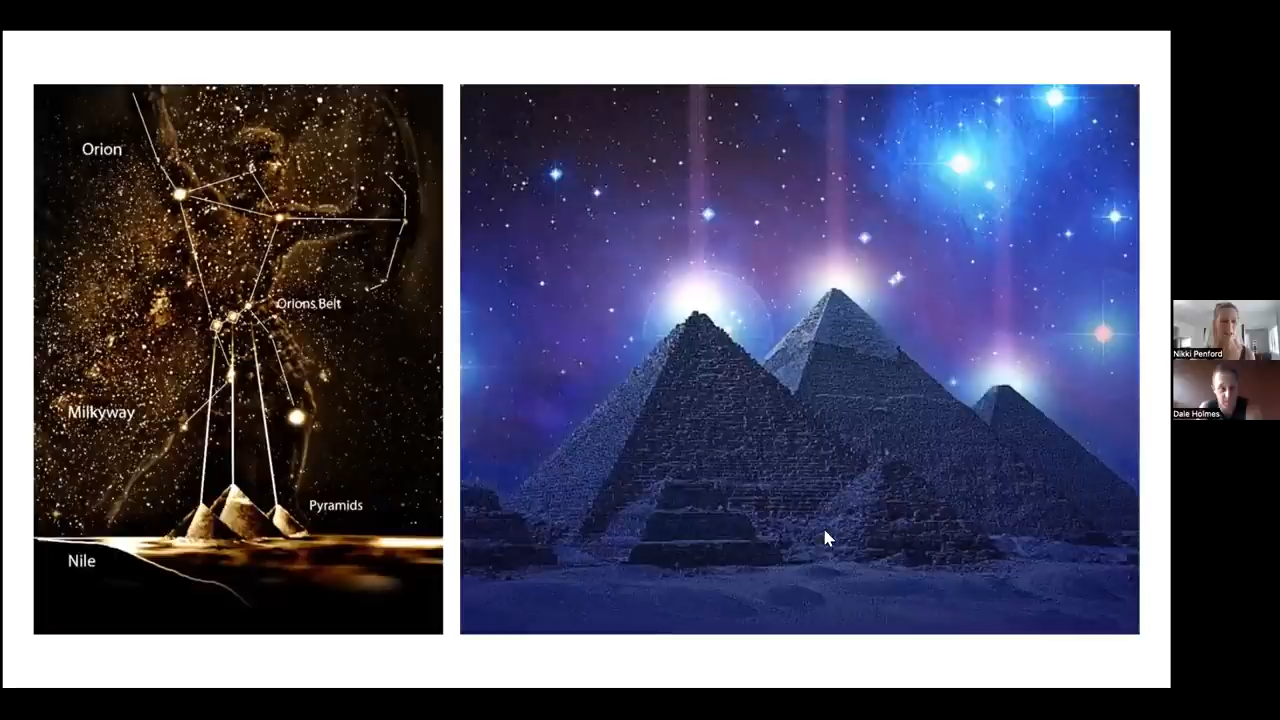 Orion
Orions Belt
Milkyway
Pyramids
Nile
Nikki Penford
Dale Holmes